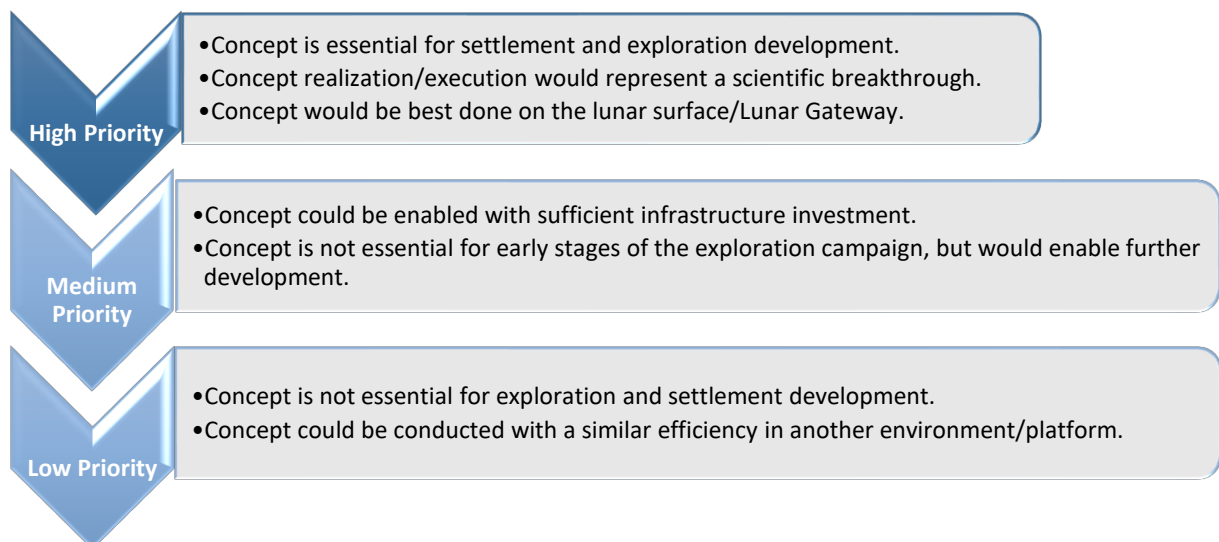 •Concept is essential for settlement and exploration development.
•Concept realization/execution would represent a scientific breakthrough.
•Concept would be best done on the lunar surface/Lunar Gateway.
High Priority
•Concept could be enabled with sufficient infrastructure investment.
•Concept is not essential for early stages of the exploration campaign, but would enable further
development.
Medium
Priority
•Concept is not essential for exploration and settlement development.
•Concept could be conducted with a similar efficiency in another environment/platform.
Low Priority